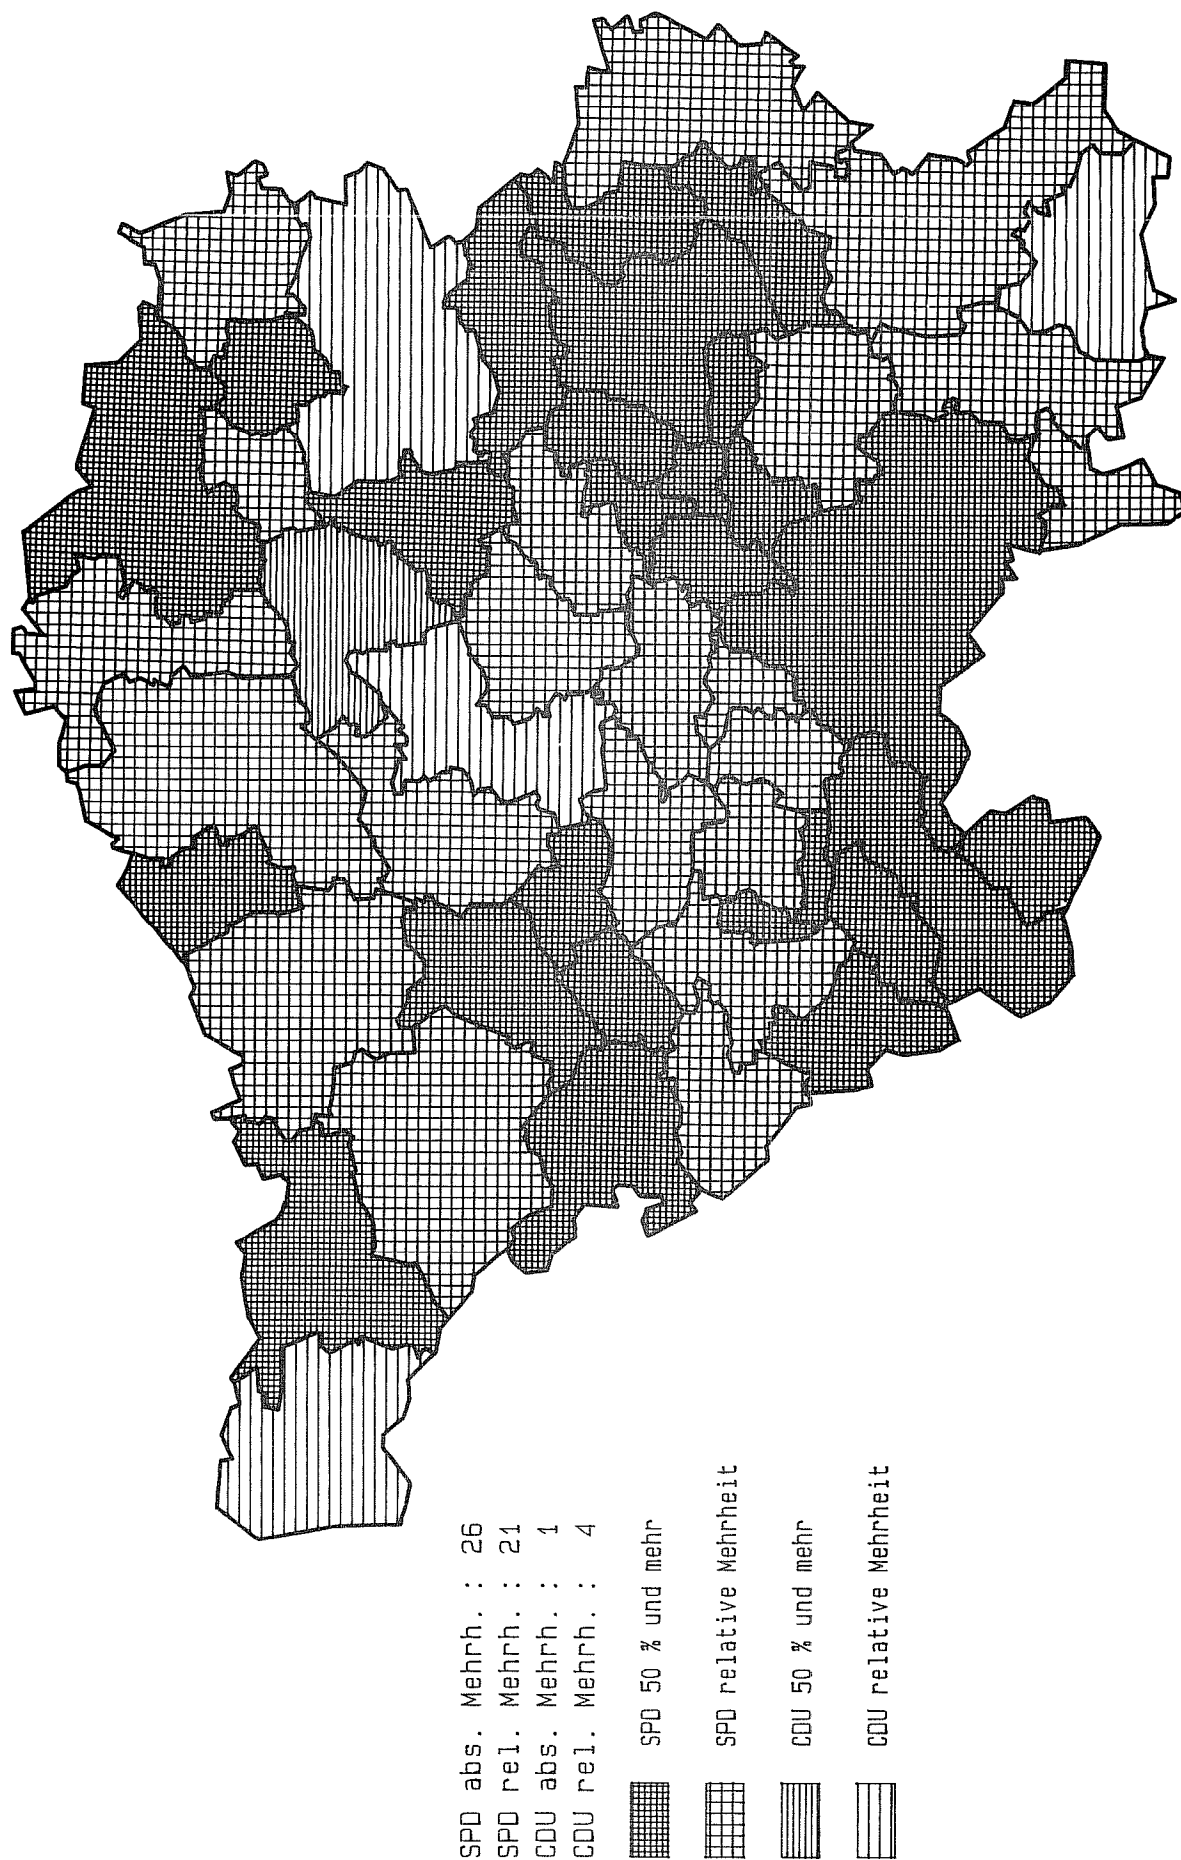 SPD abs. Mehrh. : 26
SPD rel. Mehrh. : 21
CDU abs. Mehrh. : 1
CDU rel. Mehrh. : 4
SPD 50 % und mehr
SPD relative Mehrheit
CDU 50 % und mehr
CDU relative Mehrheit